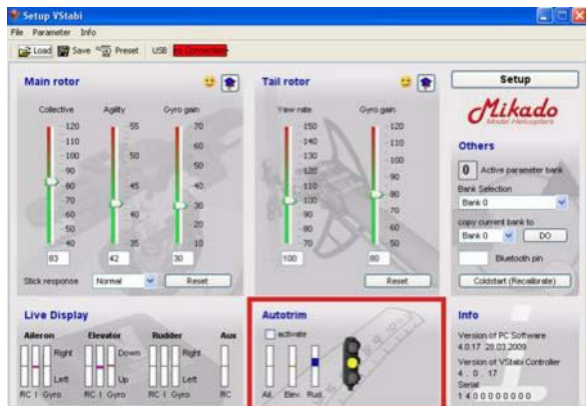 Setup VStabi
File Parameter Info
Load Save Preset USB No Connection
Main rotor
Collective Agility Gyro gain
120 55 70
110 60
100 50 50
90
80 45 40
70 30
60 40 20
50
40 35 10
83 42 30
Stick response Normal Reset
Tail rotor
Yaw rate Gyro gain
150 120
140 110
130 100
120 90
110 80
100 70
90 60
80 50
70 40
100 80
Reset
Setup
Mikado
Model Helicopters
Others
0 Active parameter bank
Bank Selection
Bank 0
copy current bank to
Bank 0 DO
Bluetooth pin
Coldstart (Recalibrate)
Live Display
Aileron Elevator Rudder Aux
Right Down Right
Left Up Left
RC I Gyro RC I Gyro RC I Gyro RC
Autotrim
activate
Ail. Elev. Rud.
Info
Version of PC Software
4.0.17 28.03.2009
Version of VStabi Controller
4 . 0 . 17
Serial:
1 4 0 0 0 0 0 0 0 0